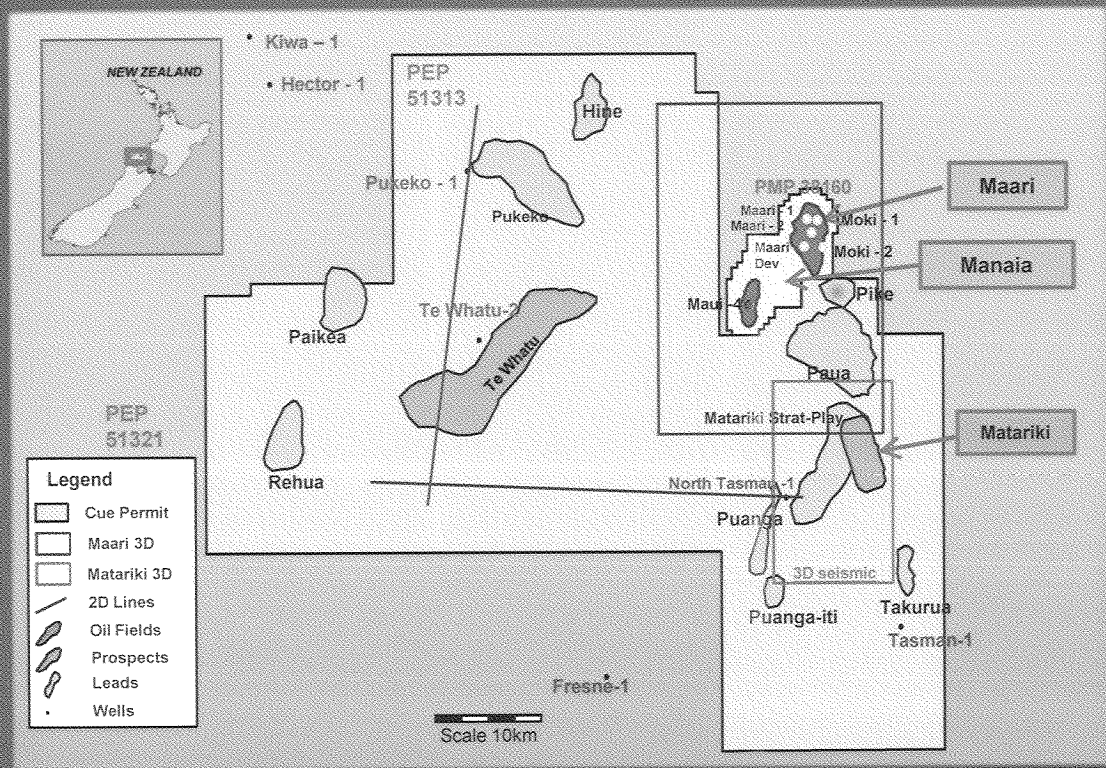 NEW ZEALAND
Kiwa – 1
Hector - 1
PEP
51313
Hine
Pukeko - 1
Pukeko
PMP 38160
Maari - 1
Maari - 2
Moki - 1
Maari
Dev
Moki - 2
Maari
Manaia
Maui -4
Pike
Paikea
Te Whatu-2
Te Whatu
Paua
PEP
51321
Matariki Strat-Play
Matariki
Rehua
North Tasman -1
Puanga
3D seismic
Puanga-iti
Takurua
Tasman-1
Fresne-1
Scale 10km
Legend
Cue Permit
Maari 3D
Matariki 3D
2D Lines
Oil Fields
Prospects
Leads
Wells